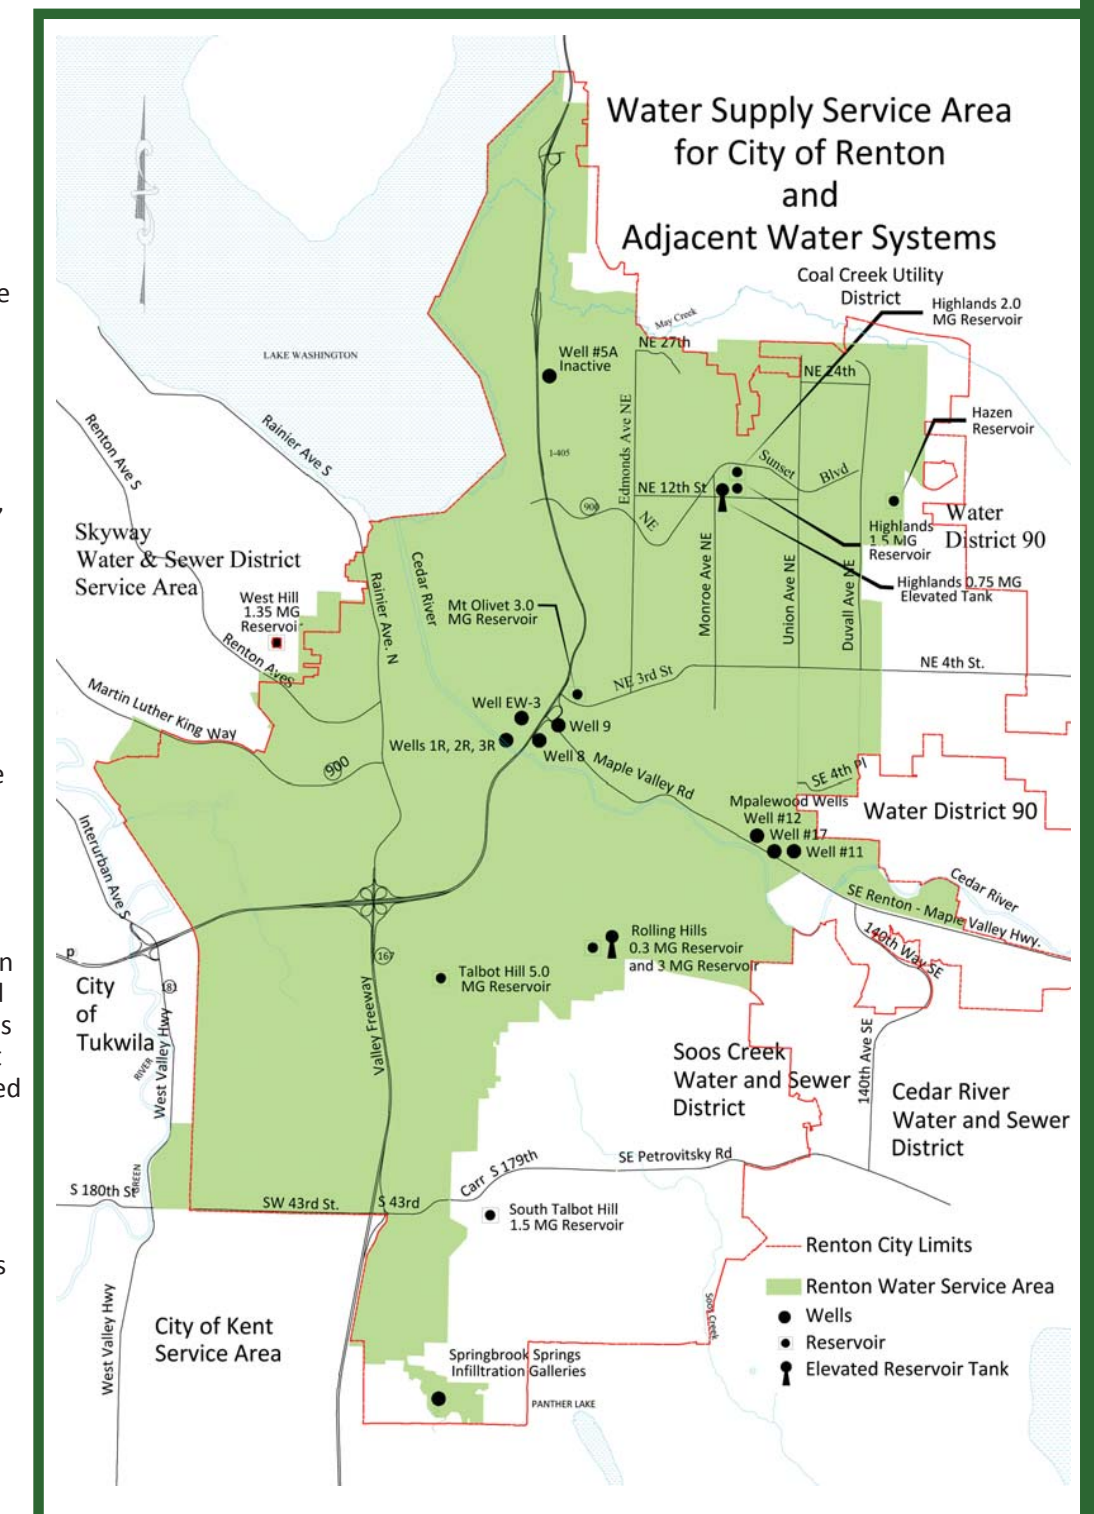 e
,
e
n
l
s
t
ed
s
Water Supply Service Area
for City of Renton
and
Adjacent Water Systems
Coal Creek Utility
District
Highlands 2.0
MG Reservoir
May Creek
NE 27th
NE 24th
LAKE WASHINGTON
Well #5A
Inactive
Edmonds Ave NE
I-405
Hazen
Reservoir
Renton Ave S
Rainier Ave S
Sunset
Blvd
NE 12th St
900
NE
Water
District 90
Highlands
1.5 MG
Reservoir
Highlands 0.75 MG
Elevated Tank
Skyway
Water & Sewer District
Service Area
West Hill
1.35 MG
Reservoir
Rainier Ave. N
Cedar River
Mt Olivet 3.0
MG Reservoir
Monroe Ave NE
Union Ave NE
Duvall Ave NE
Renton Ave S
NE 3rd St
NE 4th St.
Martin Luther King Way
Well EW-3
Well 9
Wells 1R, 2R, 3R
Well 8
Maple Valley Rd
900
SE 4th Pl
Mpalewood Wells
Well #12
Well #17
Well #11
Water District 90
Interurban Ave S
Cedar River
SE Renton - Maple Valley Hwy.
140th Way SE
p
167
Rolling Hills
0.3 MG Reservoir
and 3 MG Reservoir
Talbot Hill 5.0
MG Reservoir
City
of
Tukwila
West Valley Hwy
RIVER
Valley Freeway
Soos Creek
Water and Sewer
District
140th Ave SE
Cedar River
Water and Sewer
District
GREEN
S 180th St
SW 43rd St.
S 43rd
Carr S 179th
SE Petrovitsky Rd
South Talbot Hill
1.5 MG Reservoir
Renton City Limits
Renton Water Service Area
Wells
Reservoir
Elevated Reservoir Tank
Soos Creek
West Valley Hwy
City of Kent
Service Area
Springbrook Springs
Infilltration Galleries
PANTHER LAKE